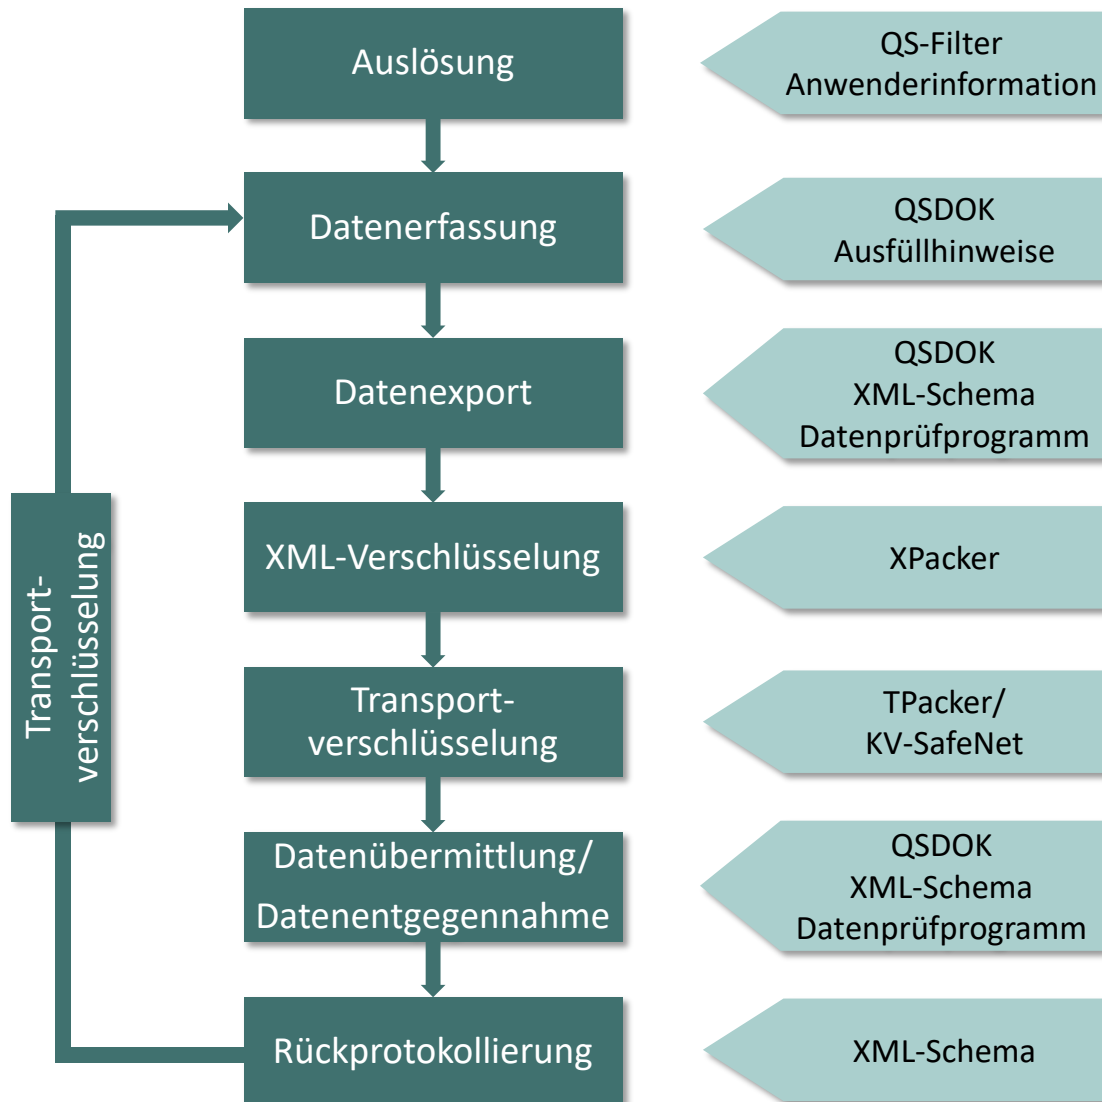 Auslösung
QS-Filter
Anwenderinformation
Datenerfassung
QSDOK
Ausfüllhinweise
Datenexport
QSDOK
XML-Schema
Datenprüfprogramm
XML-Verschlüsselung
XPacker
Transport-
verschlüsselung
Transport-
verschlüsselung
TPacker/
KV-SafeNet
Datenübermittlung/
Datenentgegennahme
QSDOK
XML-Schema
Datenprüfprogramm
Rückprotokollierung
XML-Schema